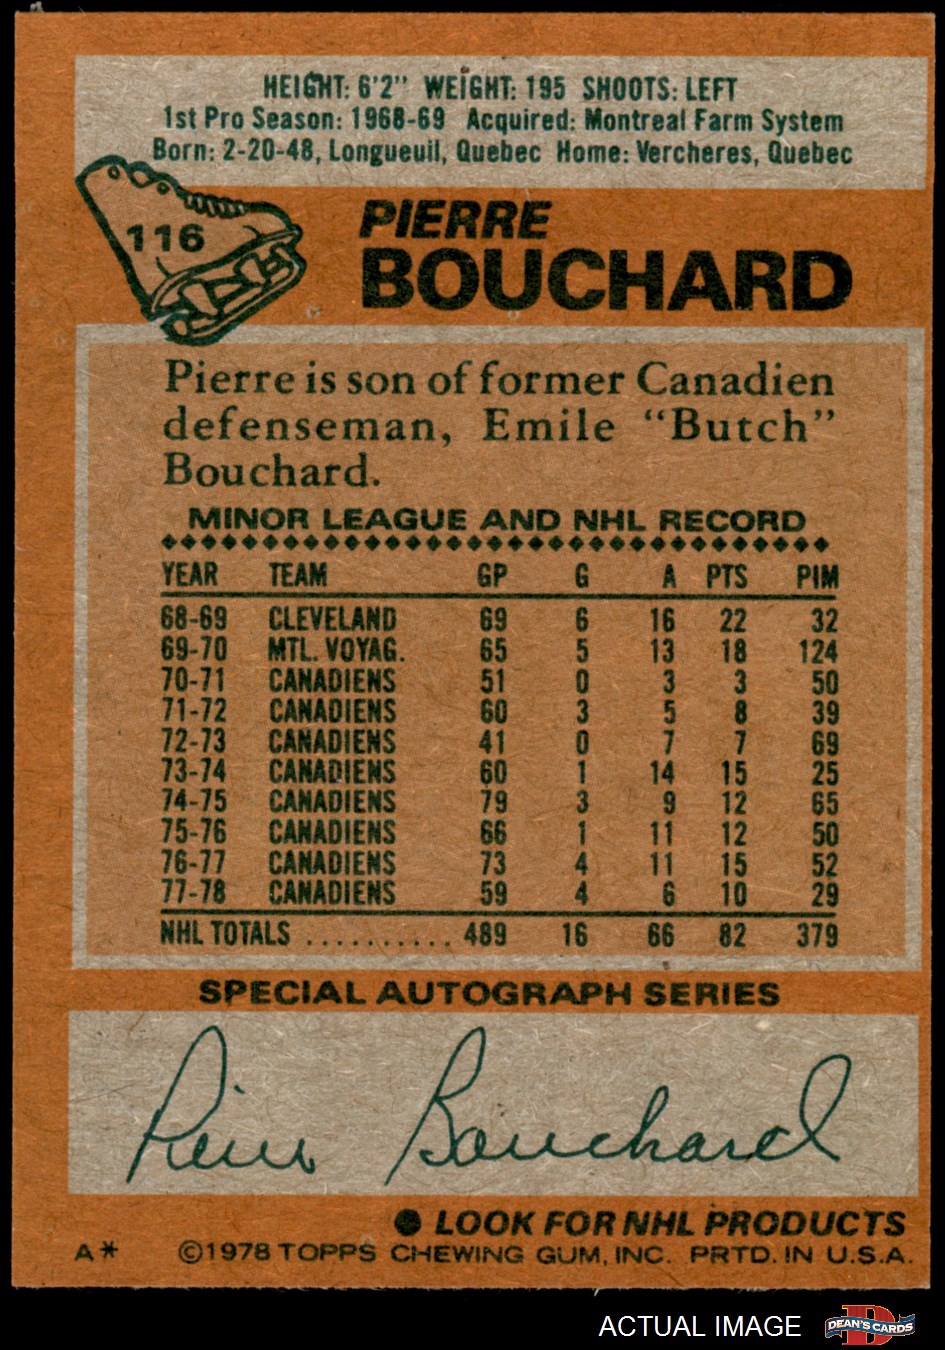 HEIGHT: 6'2" WEIGHT: 195 SHOOTS: LEFT
1st Pro Season: 1968-69 Acquired: Montreal Farm System
Born: 2-20-48, Longueuil, Quebec Home: Vercheres, Quebec
116
PIERRE
BOUCHARD
Pierre is son of former Canadien
defenseman, Emile “Butch”
Bouchard.
MINOR LEAGUE AND NHL RECORD
YEAR TEAM GP G A PTS PIM
68-69 CLEVELAND 69 6 16 22 32
69-70 MTL. VOYAG. 65 5 13 18 124
70-71 CANADIENS 51 0 3 3 50
71-72 CANADIENS 60 3 5 8 39
72-73 CANADIENS 41 0 7 7 69
73-74 CANADIENS 60 1 14 15 25
74-75 CANADIENS 79 3 9 12 65
75-76 CANADIENS 66 1 11 12 50
76-77 CANADIENS 73 4 11 15 52
77-78 CANADIENS 59 4 6 10 29
NHL TOTALS .......... 489 16 66 82 379
SPECIAL AUTOGRAPH SERIES
Pierre Bouchard
● LOOK FOR NHL PRODUCTS
A* ©1978 TOPPS CHEWING GUM, INC. PRTD. IN U.S.A.
ACTUAL IMAGE DEAN'S CARDS